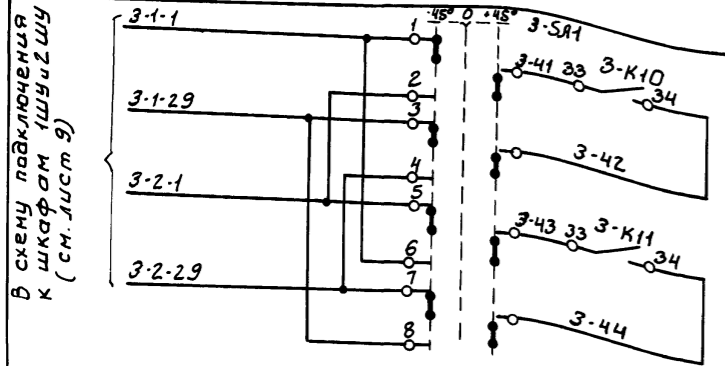 В схему подключения
к шкафам 1ШУ и 2ШУ
(см. лист 9)
3-1-1
3-1-29
3-2-1
3-2-29
-45° 0 +45°
3-SA1
1
2
3
4
5
6
7
8
3-41 33 3-К10 34
3-42
3-43 33 3-К11 34
3-44